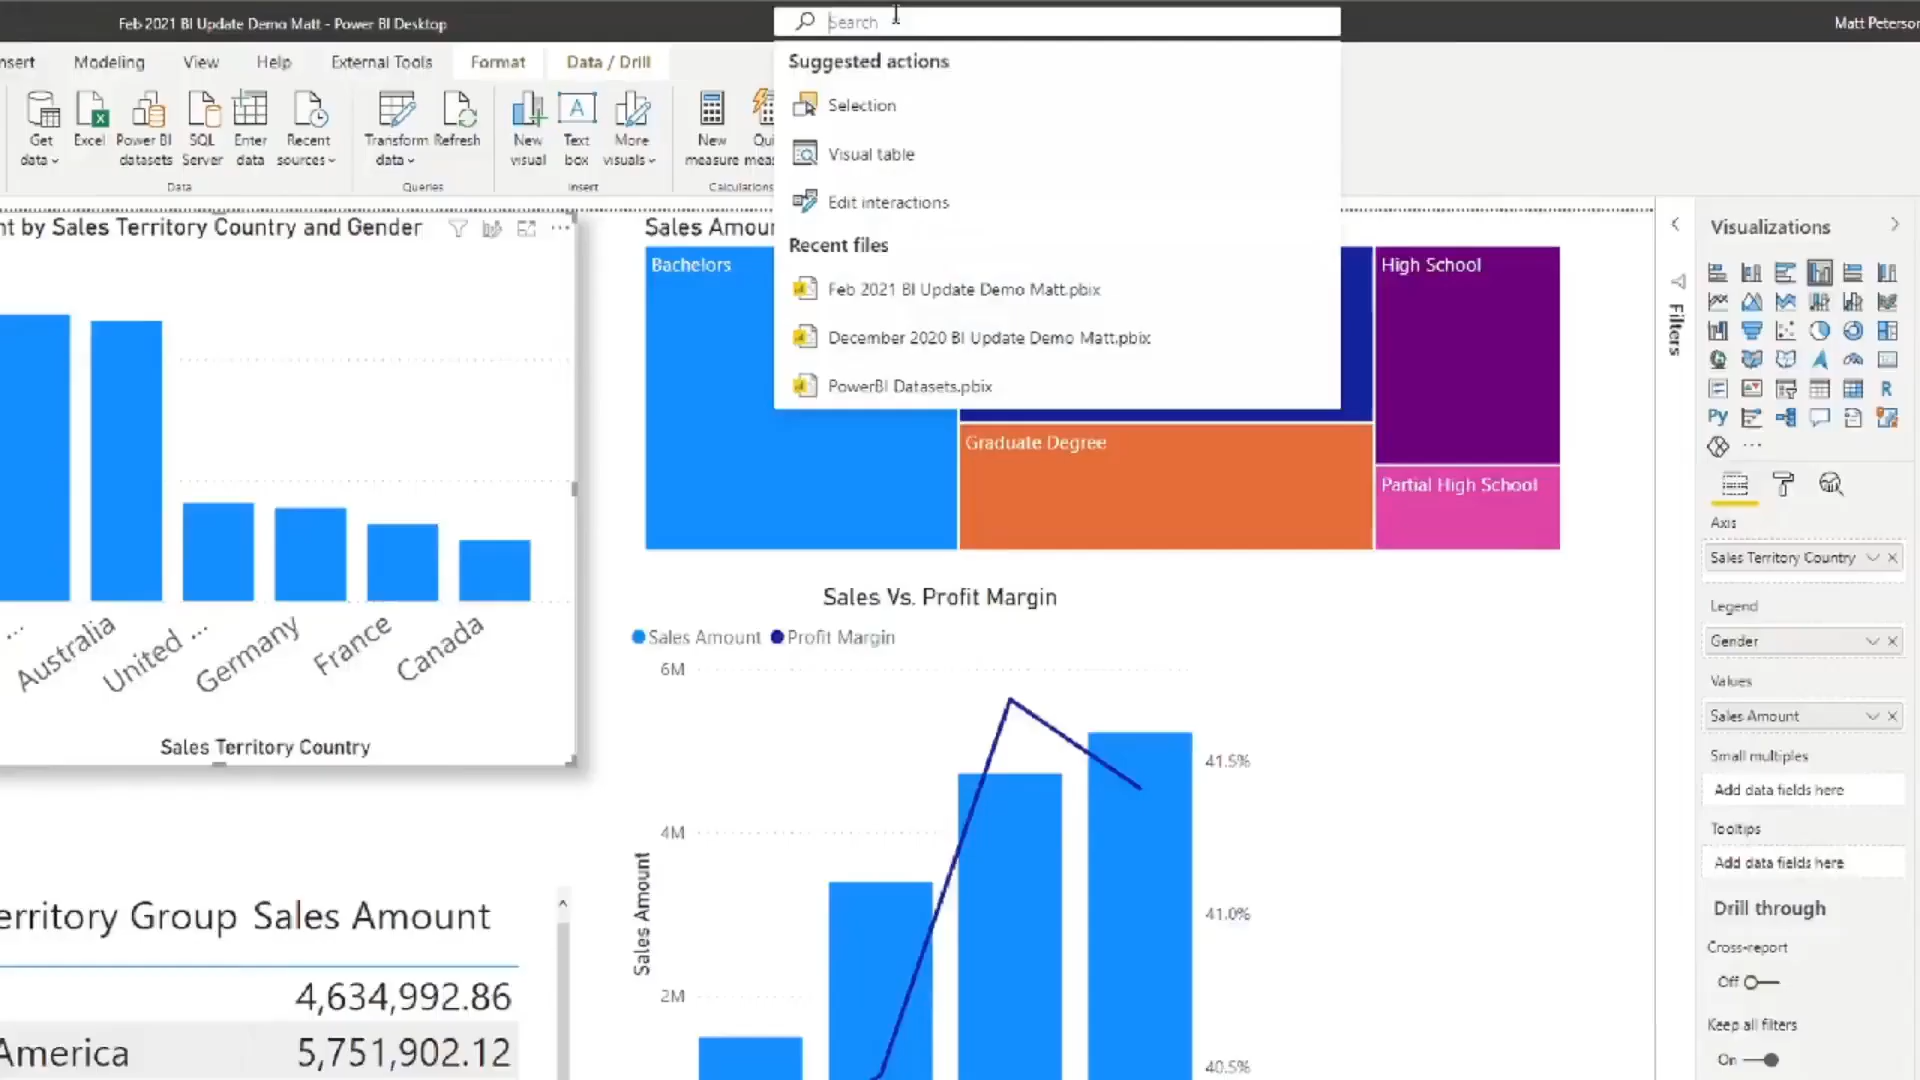 Feb 2021 BI Update Demo Matt - Power BI Desktop
Search
Matt Peterson
nsert Modeling View Help External Tools Format Data / Drill
Get data
Excel
Power BI datasets
SQL Server
Enter data
Recent sources
Transform data
Refresh
New visual
Text box
More visuals
New measure
Qui
mea
Data
Queries
Insert
Calculations
Suggested actions
Selection
Visual table
Edit interactions
Recent files
Feb 2021 BI Update Demo Matt.pbix
December 2020 BI Update Demo Matt.pbix
PowerBI Datasets.pbix
nt by Sales Territory Country and Gender
...
Australia
United ...
Germany
France
Canada
Sales Territory Country
Sales Amou
Bachelors
High School
Graduate Degree
Partial High School
Sales Vs. Profit Margin
Sales Amount Profit Margin
6M
4M
2M
Sales Amount
41.5%
41.0%
40.5%
erritory Group Sales Amount
4,634,992.86
America 5,751,902.12
Filters
Visualizations
R
Py
Axis
Sales Territory Country
Legend
Gender
Values
Sales Amount
Small multiples
Add data fields here
Tooltips
Add data fields here
Drill through
Cross-report
Off
Keep all filters
On